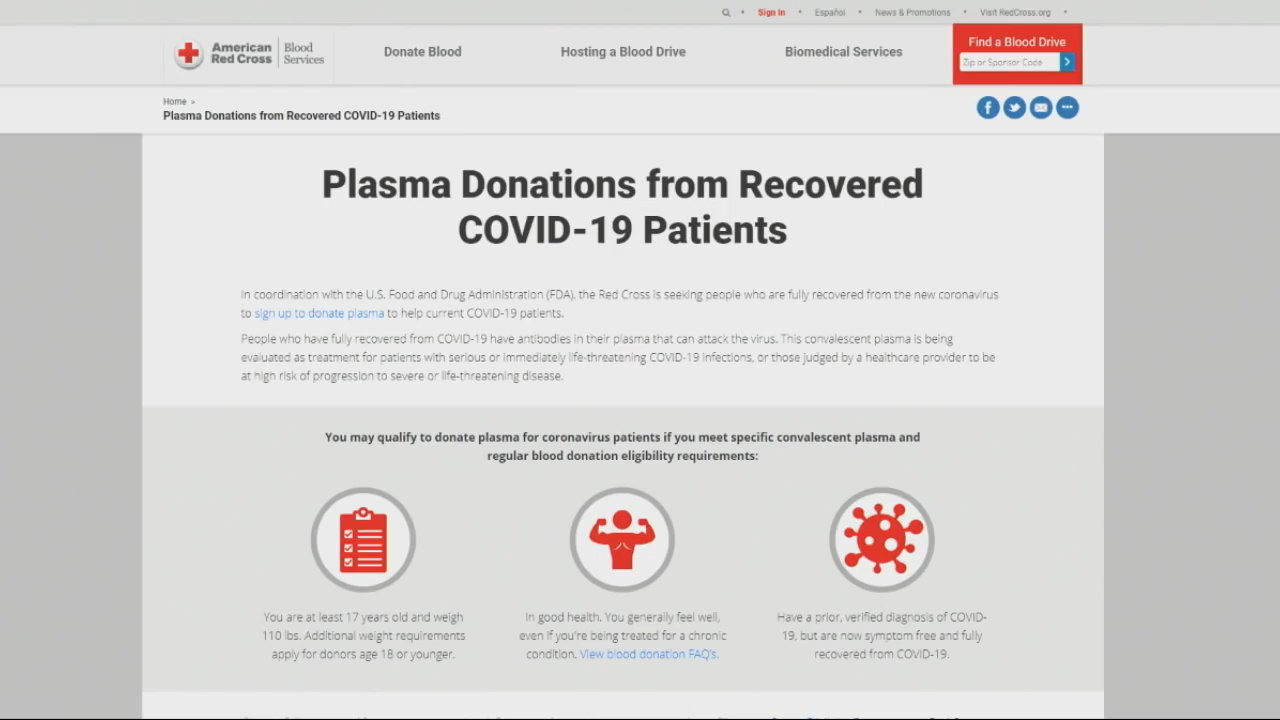 Sign In
Español
News & Promotions
Visit RedCross.org
American
Red Cross
Blood
Services
Donate Blood
Hosting a Blood Drive
Biomedical Services
Find a Blood Drive
Zip or Sponsor Code
Home »
Plasma Donations from Recovered COVID-19 Patients
Plasma Donations from Recovered
COVID-19 Patients
In coordination with the U.S. Food and Drug Administration (FDA), the Red Cross is seeking people who are fully recovered from the new coronavirus
to sign up to donate plasma to help current COVID-19 patients.
People who have fully recovered from COVID-19 have antibodies in their plasma that can attack the virus. This convalescent plasma is being
evaluated as treatment for patients with serious or immediately life-threatening COVID-19 infections, or those judged by a healthcare provider to be
at high risk of progression to severe or life-threatening disease.
You may qualify to donate plasma for coronavirus patients if you meet specific convalescent plasma and
regular blood donation eligibility requirements:
You are at least 17 years old and weigh
110 lbs. Additional weight requirements
apply for donors age 18 or younger.
In good health. You generally feel well,
even if you're being treated for a chronic
condition. View blood donation FAQ's.
Have a prior, verified diagnosis of COVID-
19, but are now symptom free and fully
recovered from COVID-19.